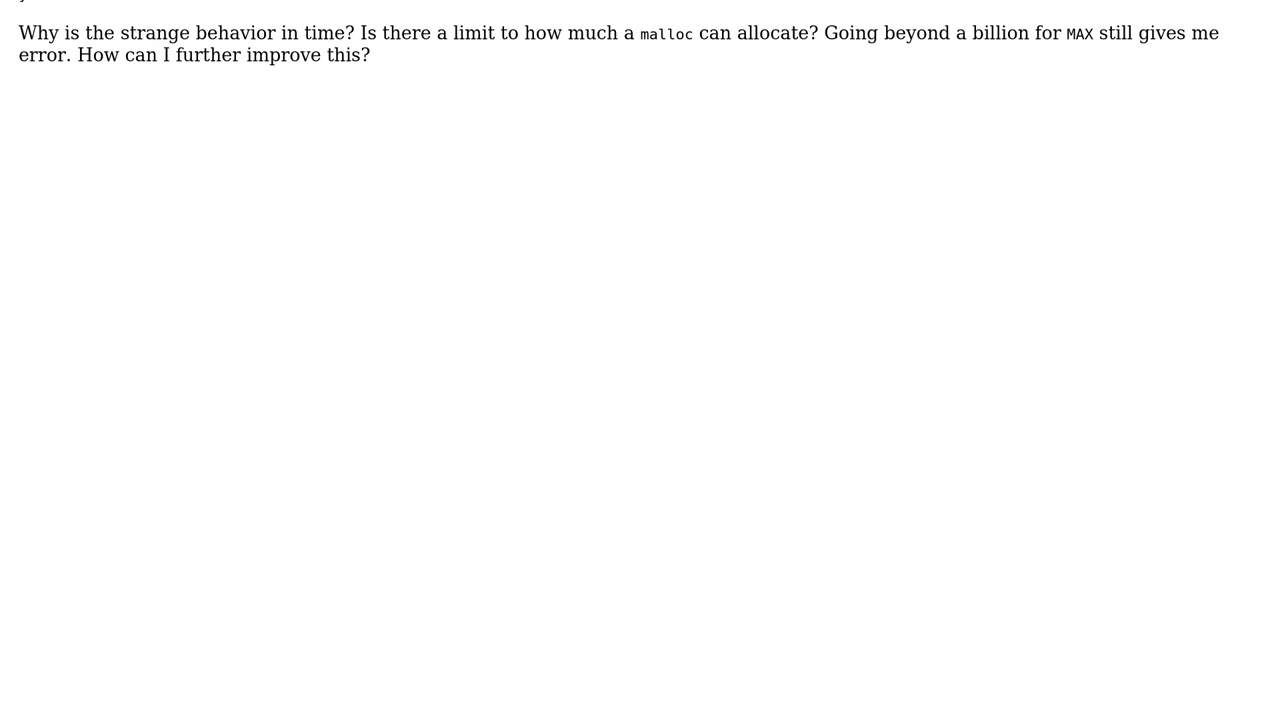 Why is the strange behavior in time? Is there a limit to how much a malloc can allocate? Going beyond a billion for MAX still gives me
error. How can I further improve this?